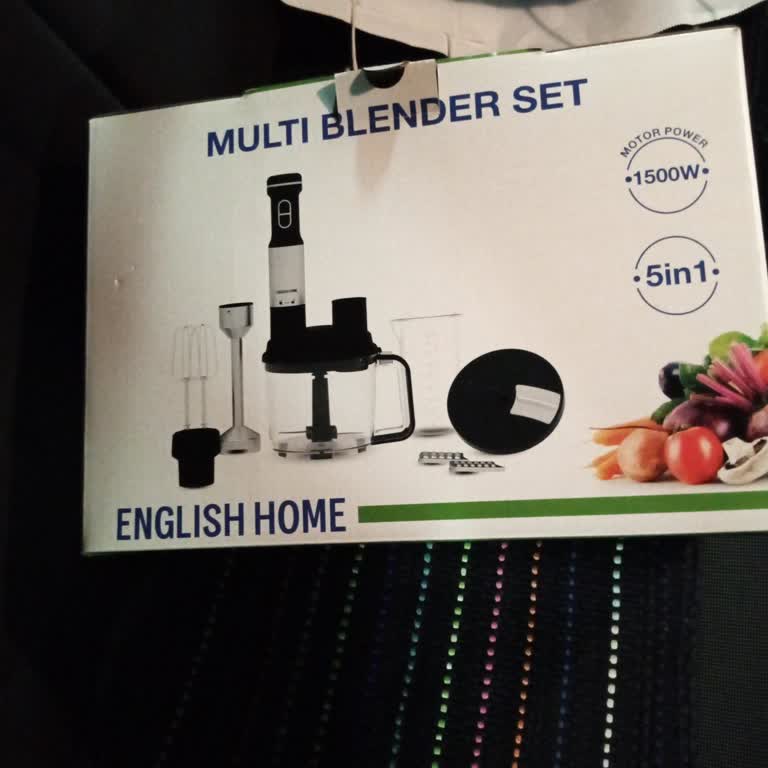 MULTI BLENDER SET
MOTOR POWER
1500W
5in1
ENGLISH HOME